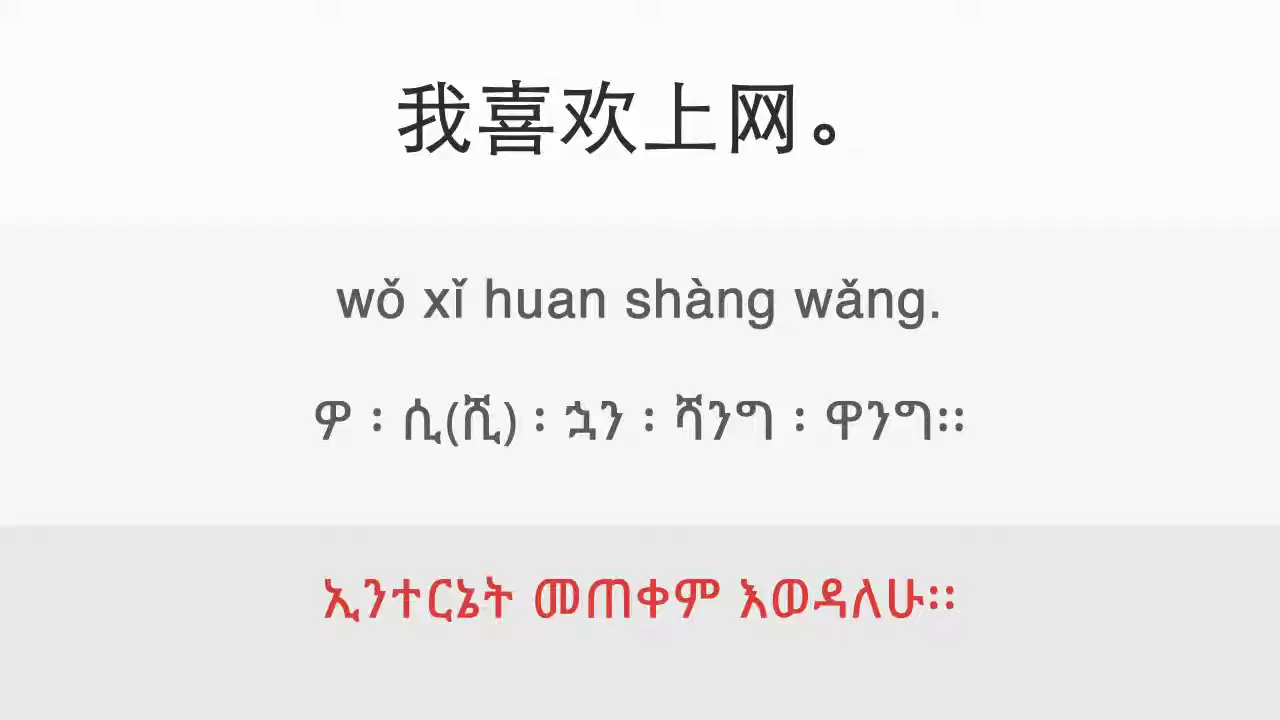 我喜欢上网。
wǒ xǐ huan shàng wǎng.
ዎ ፡ ሲ(ሺ) ፡ ኋን ፡ ሻንግ ፡ ዋንግ፡፡
ኢንተርኔት መጠቀም እወዳለሁ፡፡